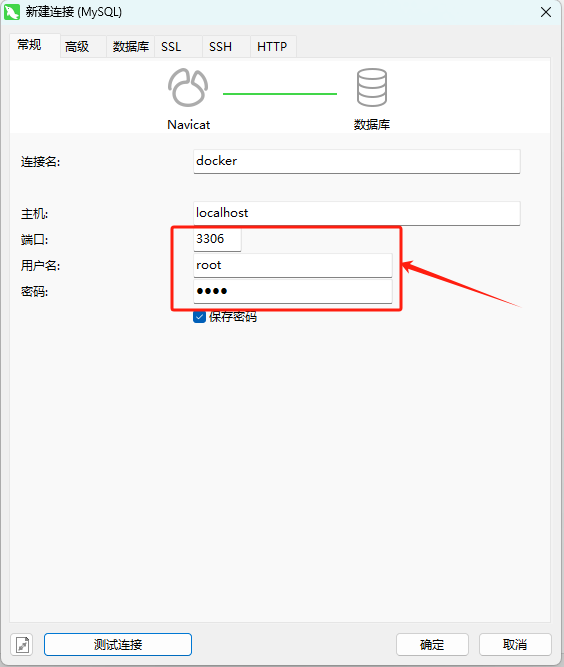 新建连接 (MySQL)
常规 高级 数据库 SSL SSH HTTP
Navicat 数据库
连接名: docker
主机: localhost
端口: 3306
用户名: root
密码: ●●●●
保存密码
测试连接 确定 取消